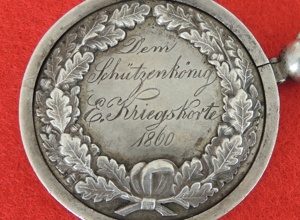 Dem
Schützenkönig
E. Kriegskorte
1860